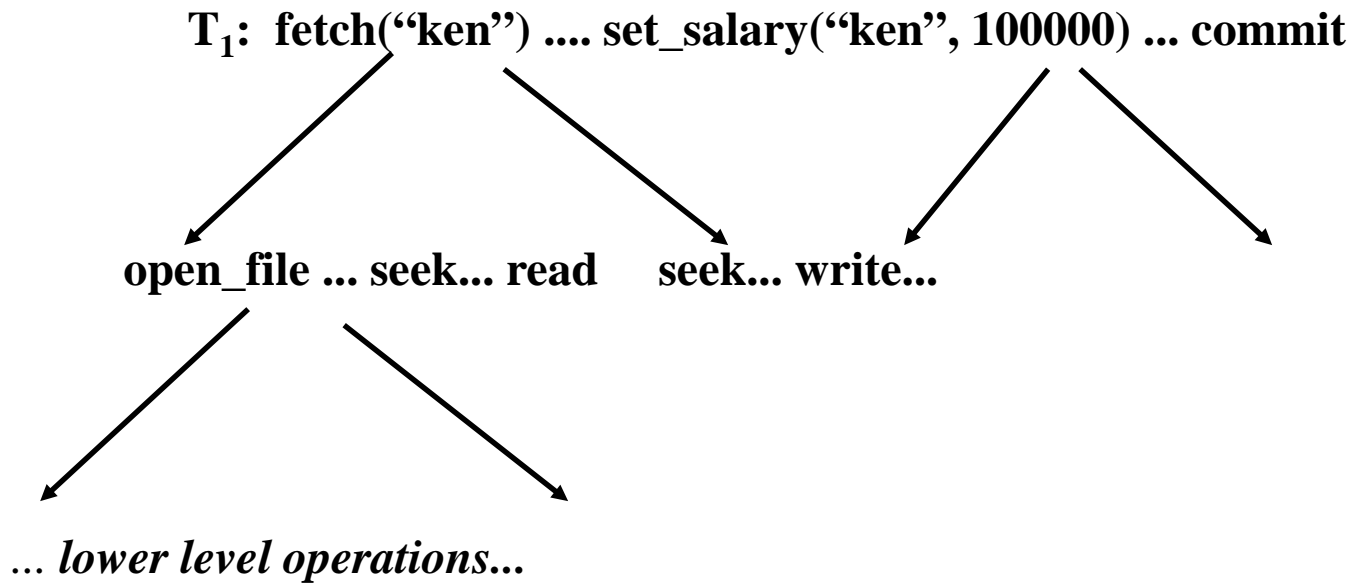 T₁: fetch(“ken”) .... set_salary(“ken”, 100000) ... commit
open_file ... seek... read seek... write...
... lower level operations...